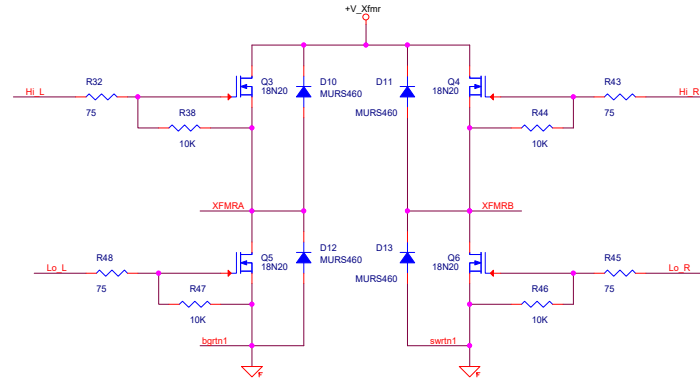 +V_Xfmr
R32
Q3
18N20
D10
MURS460
D11
MURS460
Q4
18N20
R43
Hi_L
75
R38
10K
R44
10K
75
Hi_R
XFMRA
XFMRB
R48
Q5
18N20
D12
MURS460
D13
MURS460
Q6
18N20
R45
Lo_L
75
R47
10K
R46
10K
75
Lo_R
bgrtn1
swrtn1
F
F